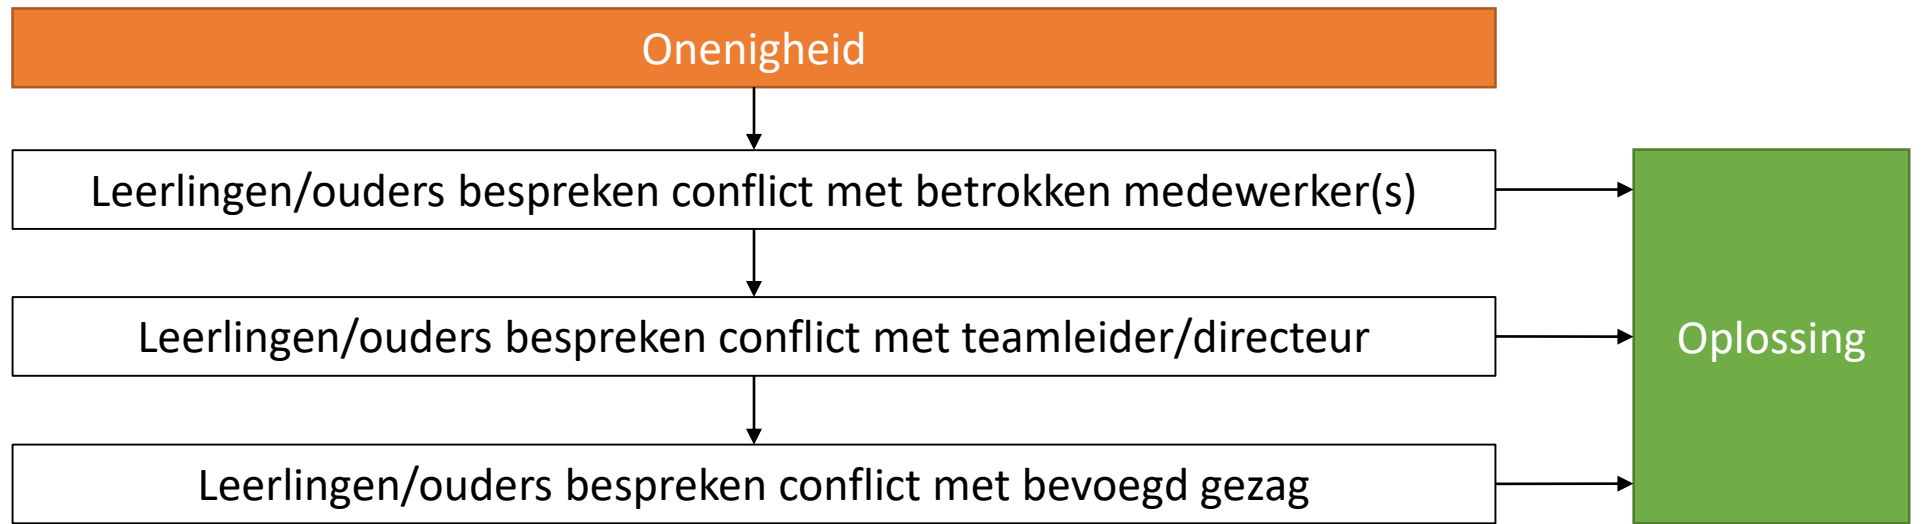 Onenigheid
Leerlingen/ouders bespreken conflict met betrokken medewerker(s)
Leerlingen/ouders bespreken conflict met teamleider/directeur
Oplossing
Leerlingen/ouders bespreken conflict met bevoegd gezag